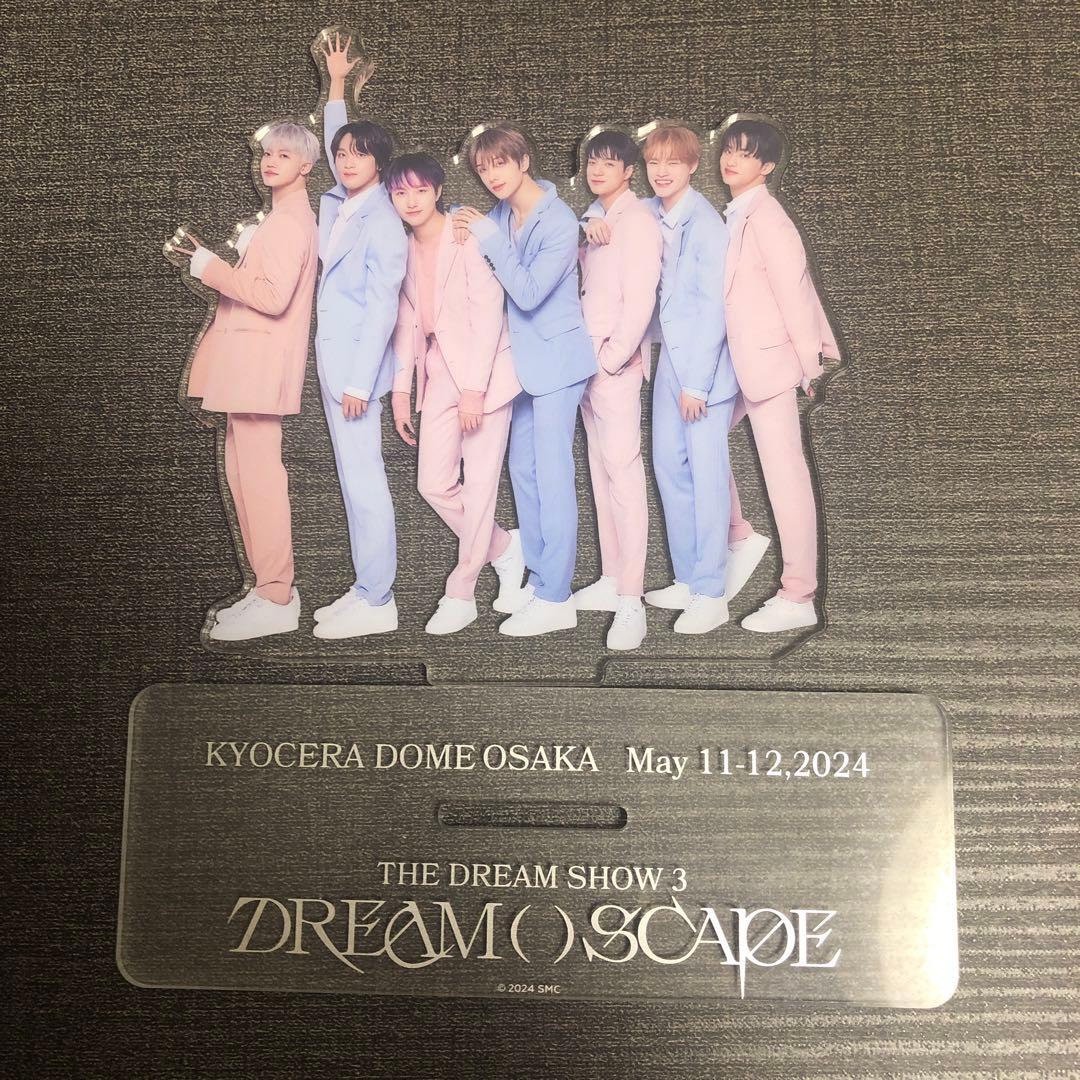 KYOCERA DOME OSAKA May 11-12,2024
THE DREAM SHOW 3
DREAM( )SCAPE
© 2024 SMC